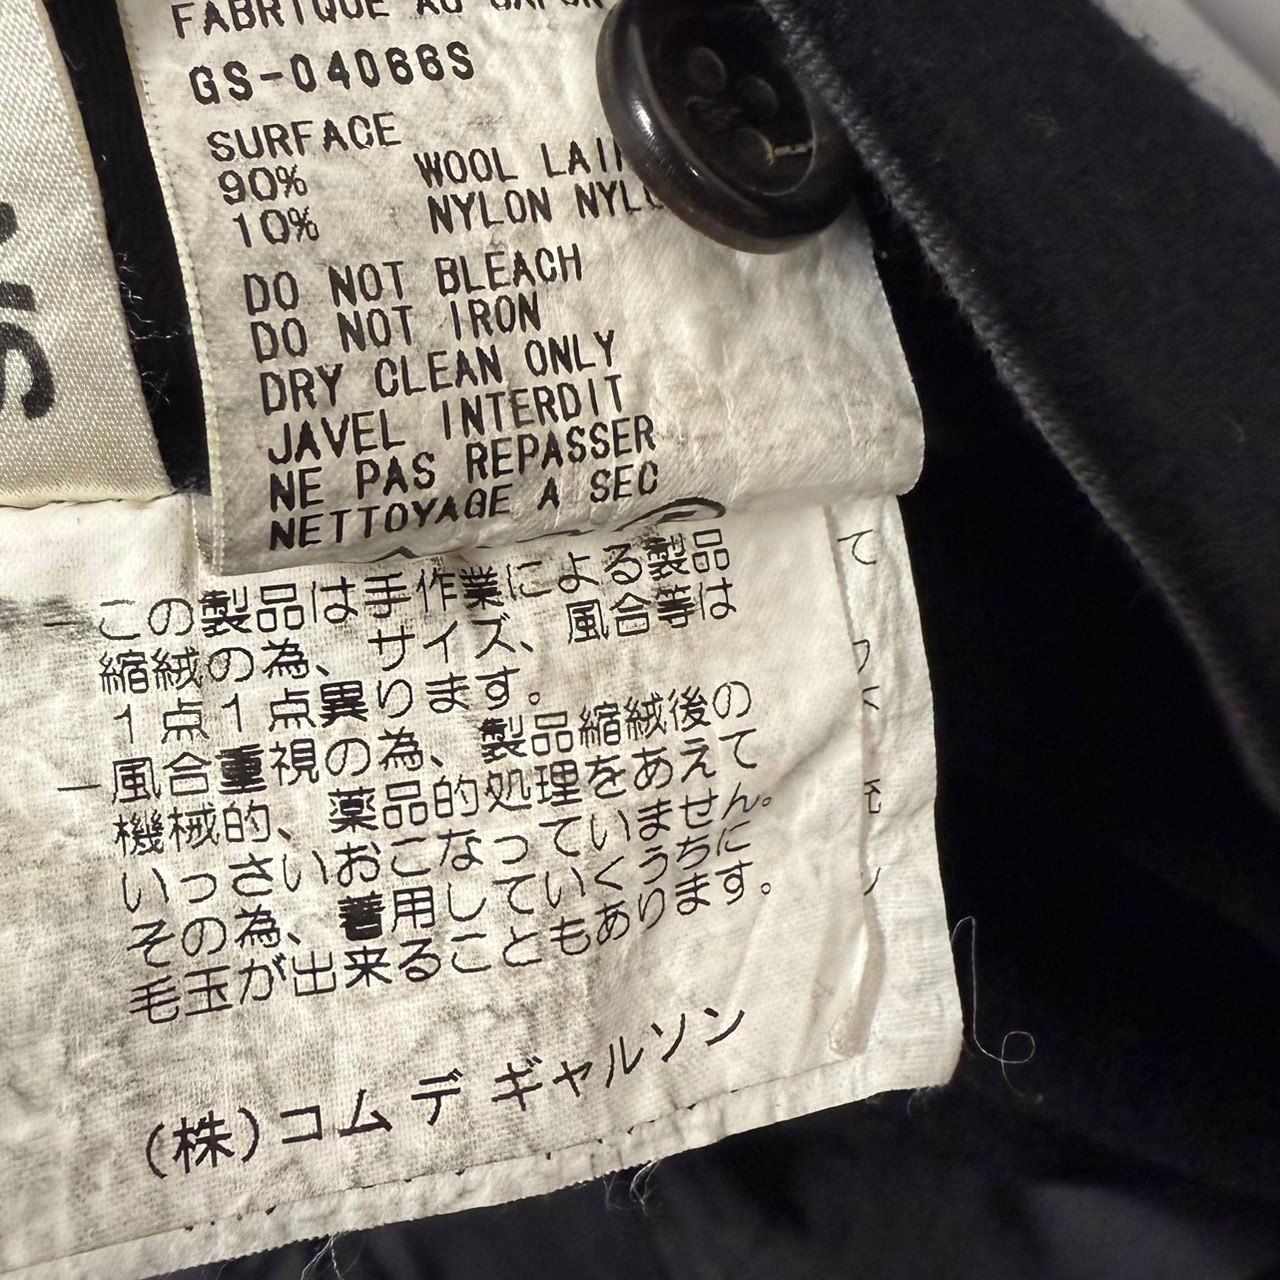 FABRIQUE AU JAPON
GS-04066S
SURFACE
90% WOOL LAI
10% NYLON NYL
DO NOT BLEACH
DO NOT IRON
DRY CLEAN ONLY
JAVEL INTERDIT
NE PAS REPASSER
NETTOYAGE A SEC
この製品は手作業による製品
縮絨の為、サイズ、風合等は
1点1点異ります。
風合重視の為、製品縮絨後の
機械的、薬品的処理をあえて
いっさいおこなっていません。
その為、着用していくうちに
毛玉が出来ることもあります。
(株)コム デ ギャルソン